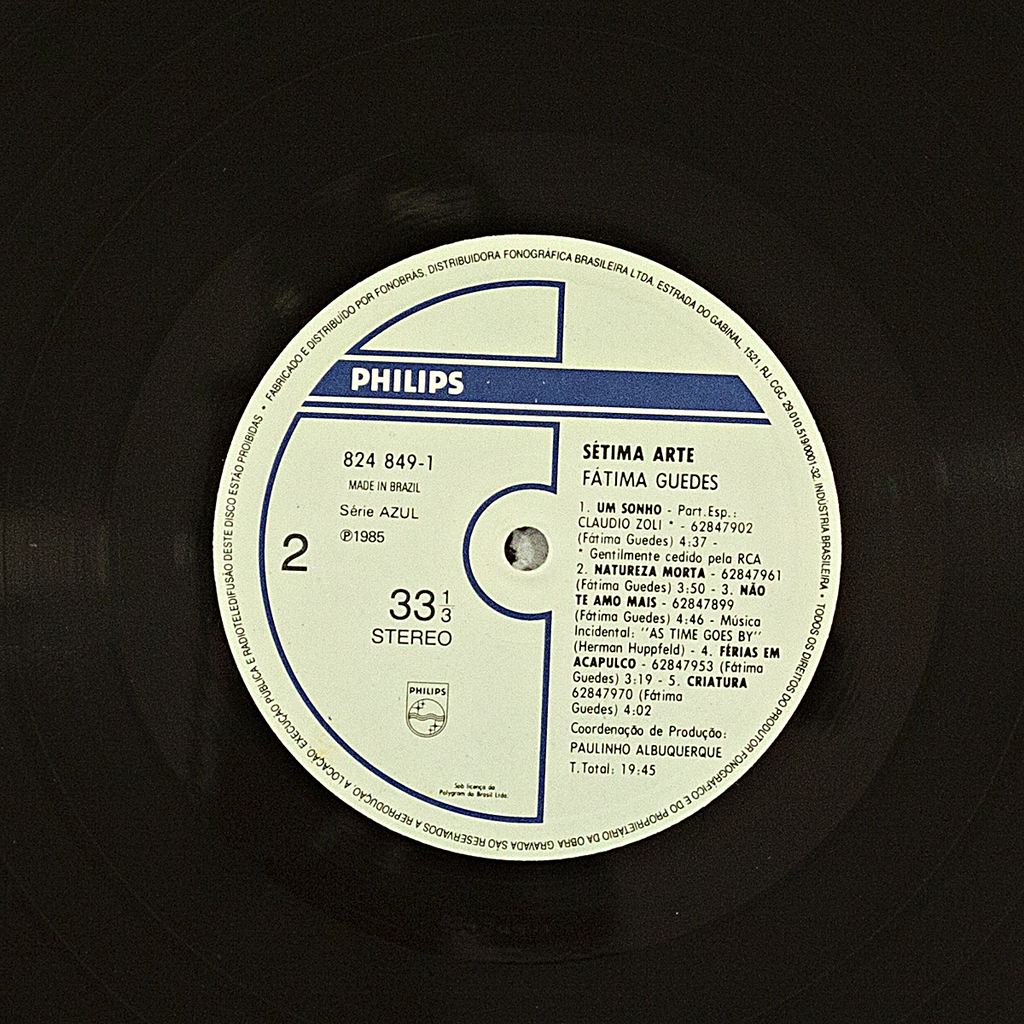 • FABRICADO E DISTRIBUÍDO POR FONOBRÁS, DISTRIBUIDORA FONOGRÁFICA BRASILEIRA LTDA. ESTRADA DO GABINAL, 1521, RJ. CGC 29.010.519/0001-32. INDÚSTRIA BRASILEIRA • TODOS OS DIREITOS DO PRODUTOR FONOGRÁFICO E DO PROPRIETÁRIO DA OBRA GRAVADA SÃO RESERVADOS A REPRODUÇÃO, A LOCAÇÃO, EXECUÇÃO PÚBLICA E RADIOTELEDIFUSÃO DESTE DISCO ESTÃO PROIBIDAS
PHILIPS
824 849-1
MADE IN BRAZIL
Série AZUL
℗1985
2
33 1/3
STEREO
PHILIPS
Sob licença da
Polygram do Brasil Ltda.
SÉTIMA ARTE
FÁTIMA GUEDES
1. UM SONHO - Part.Esp.:
CLAUDIO ZOLI * - 62847902
(Fátima Guedes) 4:37 -
* Gentilmente cedido pela RCA
2. NATUREZA MORTA - 62847961
(Fátima Guedes) 3:50 - 3. NÃO
TE AMO MAIS - 62847899
(Fátima Guedes) 4:46 - Música
Incidental: "AS TIME GOES BY"
(Herman Huppfeld) - 4. FÉRIAS EM
ACAPULCO - 62847953 (Fátima
Guedes) 3:19 - 5. CRIATURA
62847970 (Fátima
Guedes) 4:02
Coordenação de Produção:
PAULINHO ALBUQUERQUE
T.Total: 19:45